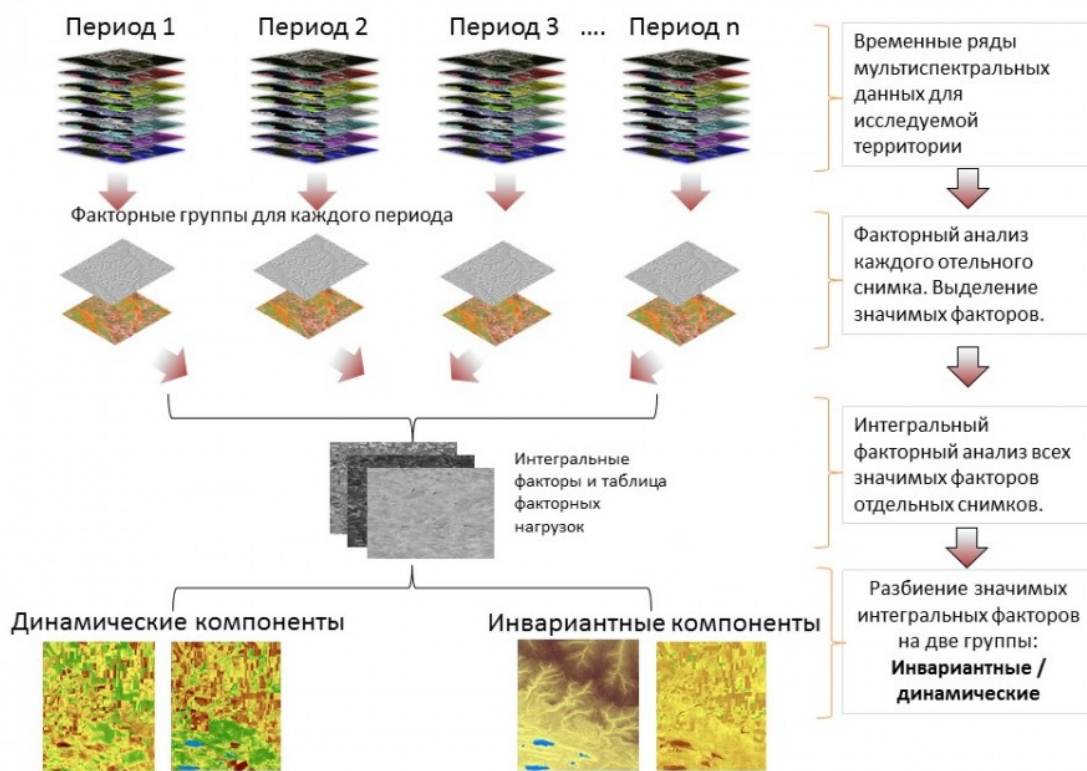 Период 1
Период 2
Период 3
....
Период n
Временные ряды
мультиспектральных
данных для
исследуемой
территории
Факторные группы для каждого периода
Факторный анализ
каждого отельного
снимка. Выделение
значимых факторов.
Интегральные
факторы и таблица
факторных
нагрузок
Интегральный
факторный анализ всех
значимых факторов
отдельных снимков.
Динамические компоненты
Инвариантные компоненты
Разбиение значимых
интегральных факторов
на две группы:
Инвариантные /
динамические